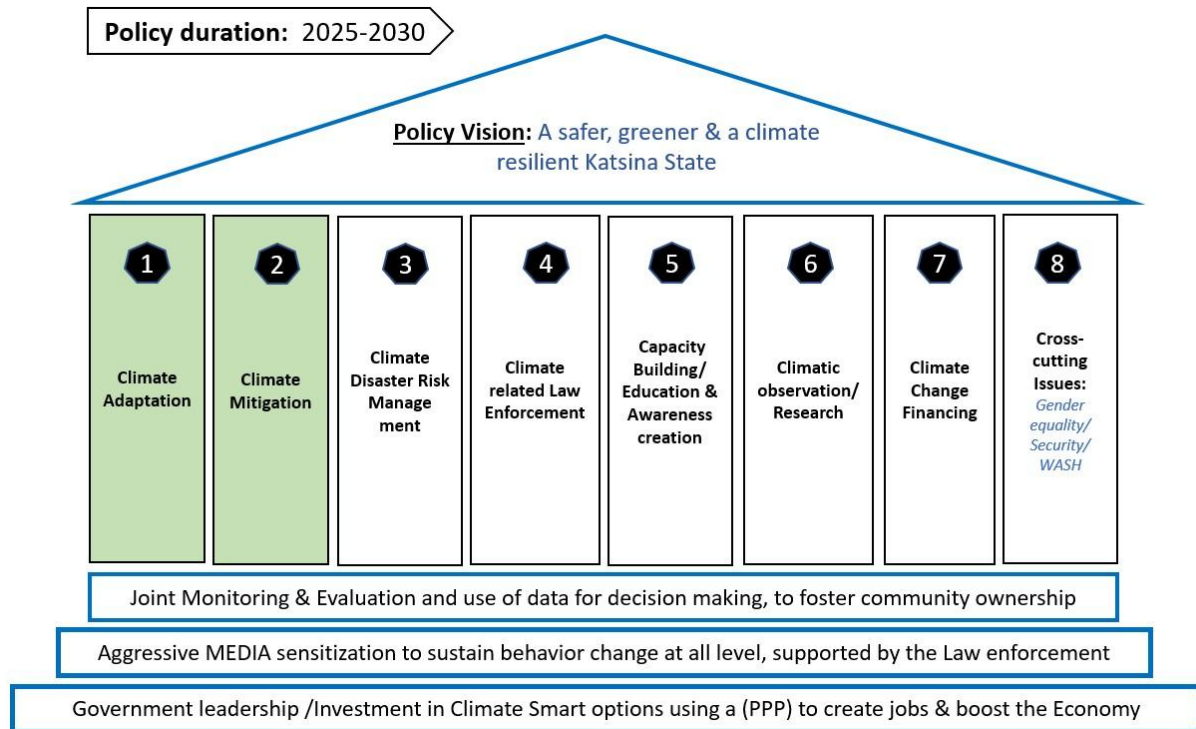 Policy duration: 2025-2030
Policy Vision: A safer, greener & a climate
resilient Katsina State
1
Climate
Adaptation
2
Climate
Mitigation
3
Climate
Disaster Risk
Manage
ment
4
Climate
related Law
Enforcement
5
Capacity
Building/
Education &
Awareness
creation
6
Climatic
observation/
Research
7
Climate
Change
Financing
8
Cross-
cutting
Issues:
Gender
equality/
Security/
WASH
Joint Monitoring & Evaluation and use of data for decision making, to foster community ownership
Aggressive MEDIA sensitization to sustain behavior change at all level, supported by the Law enforcement
Government leadership /Investment in Climate Smart options using a (PPP) to create jobs & boost the Economy